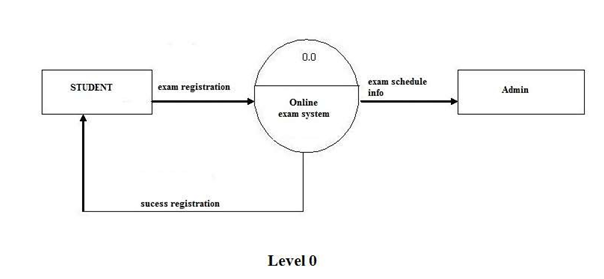 0.0
STUDENT
exam registration
Online
exam system
exam schedule
info
Admin
sucess registration
Level 0